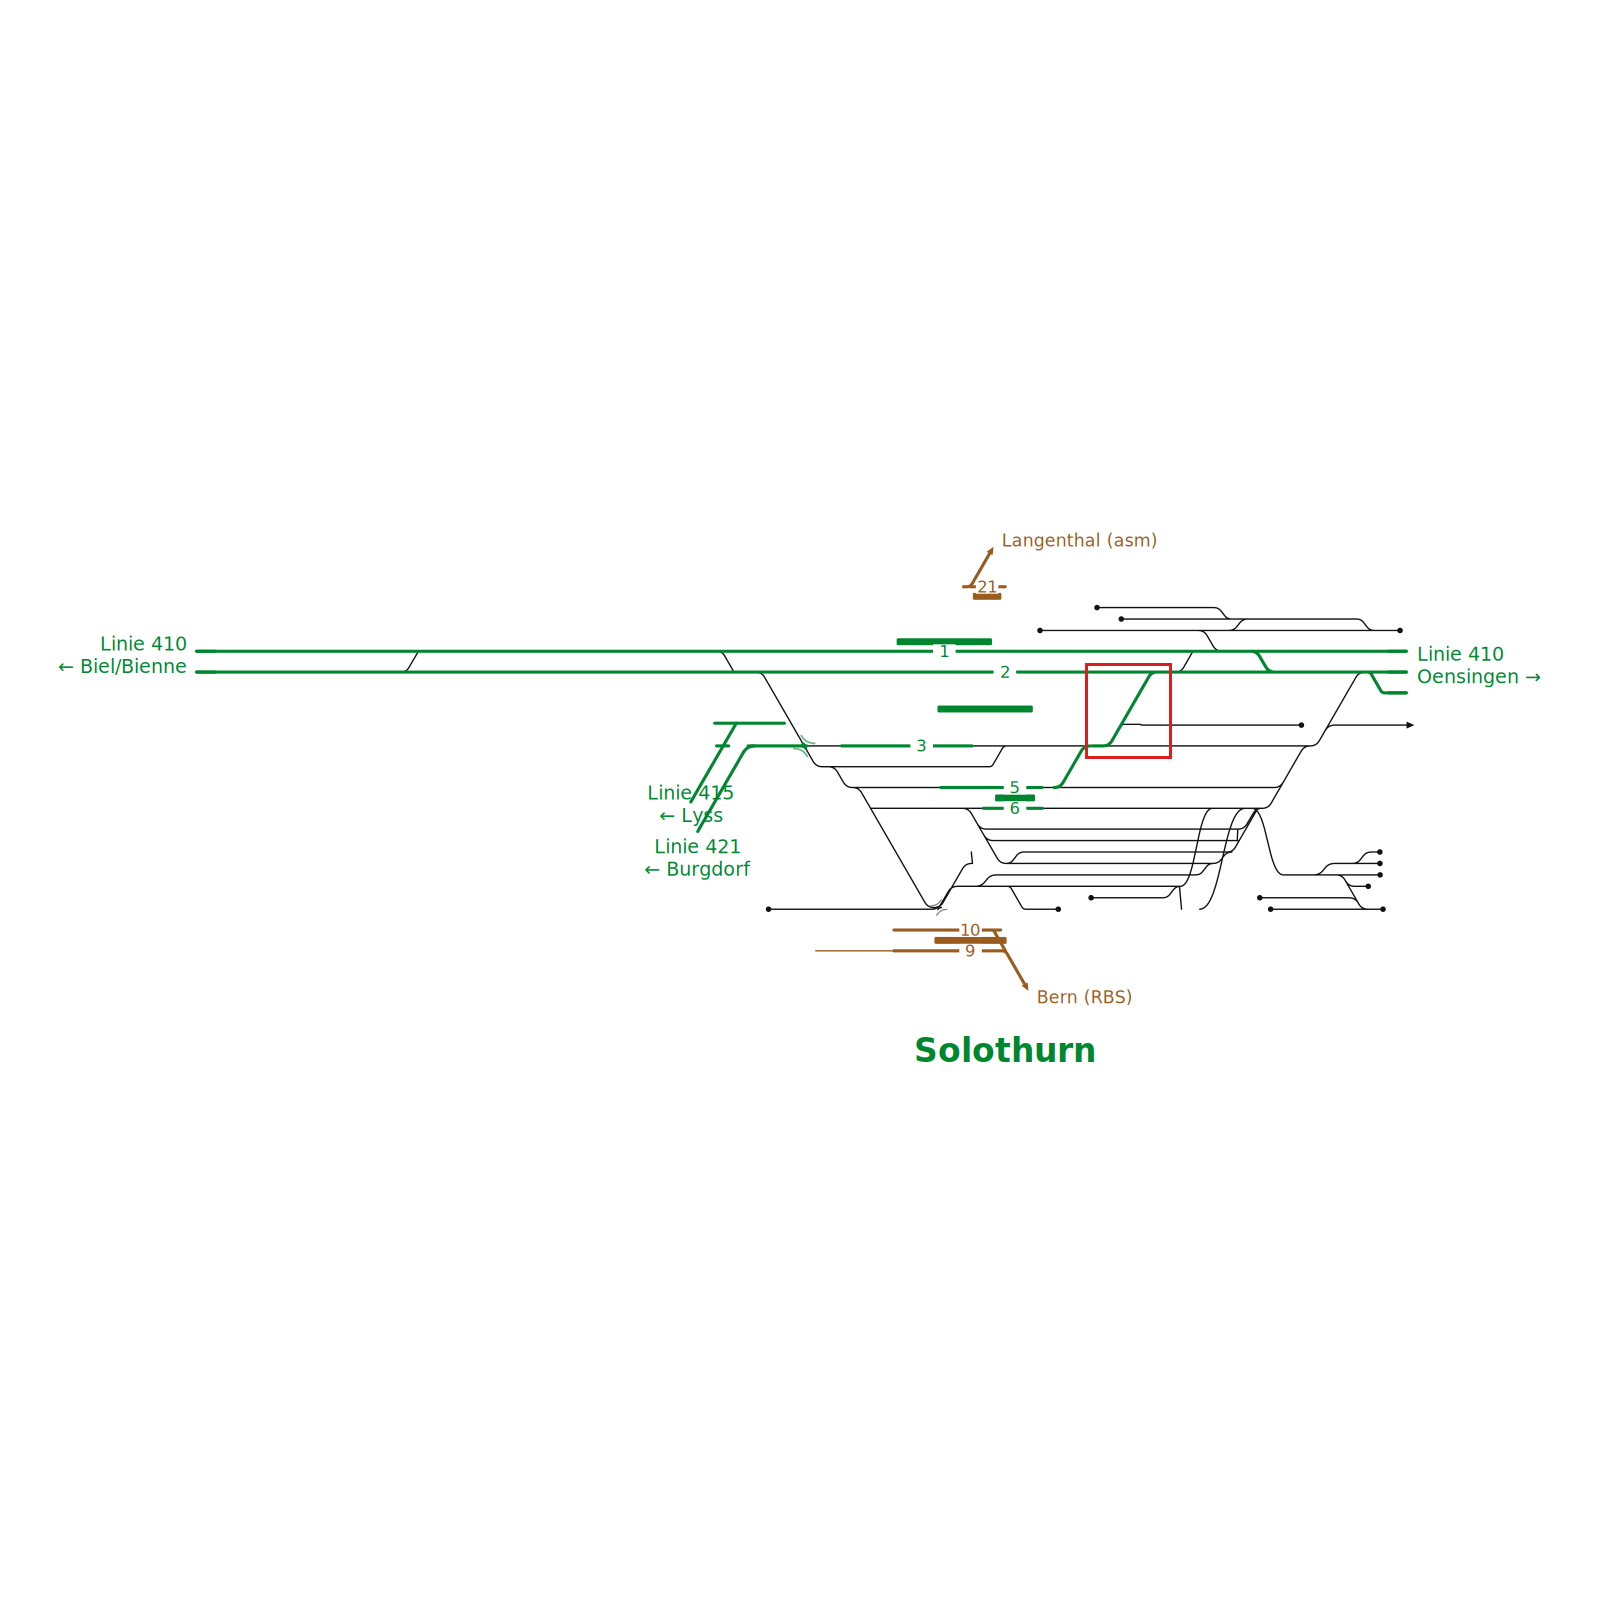 Langenthal (asm)
21
Linie 410
← Biel/Bienne
1
2
Linie 410
Oensingen →
3
Linie 415
← Lyss
5
6
Linie 421
← Burgdorf
10
9
Bern (RBS)
Solothurn